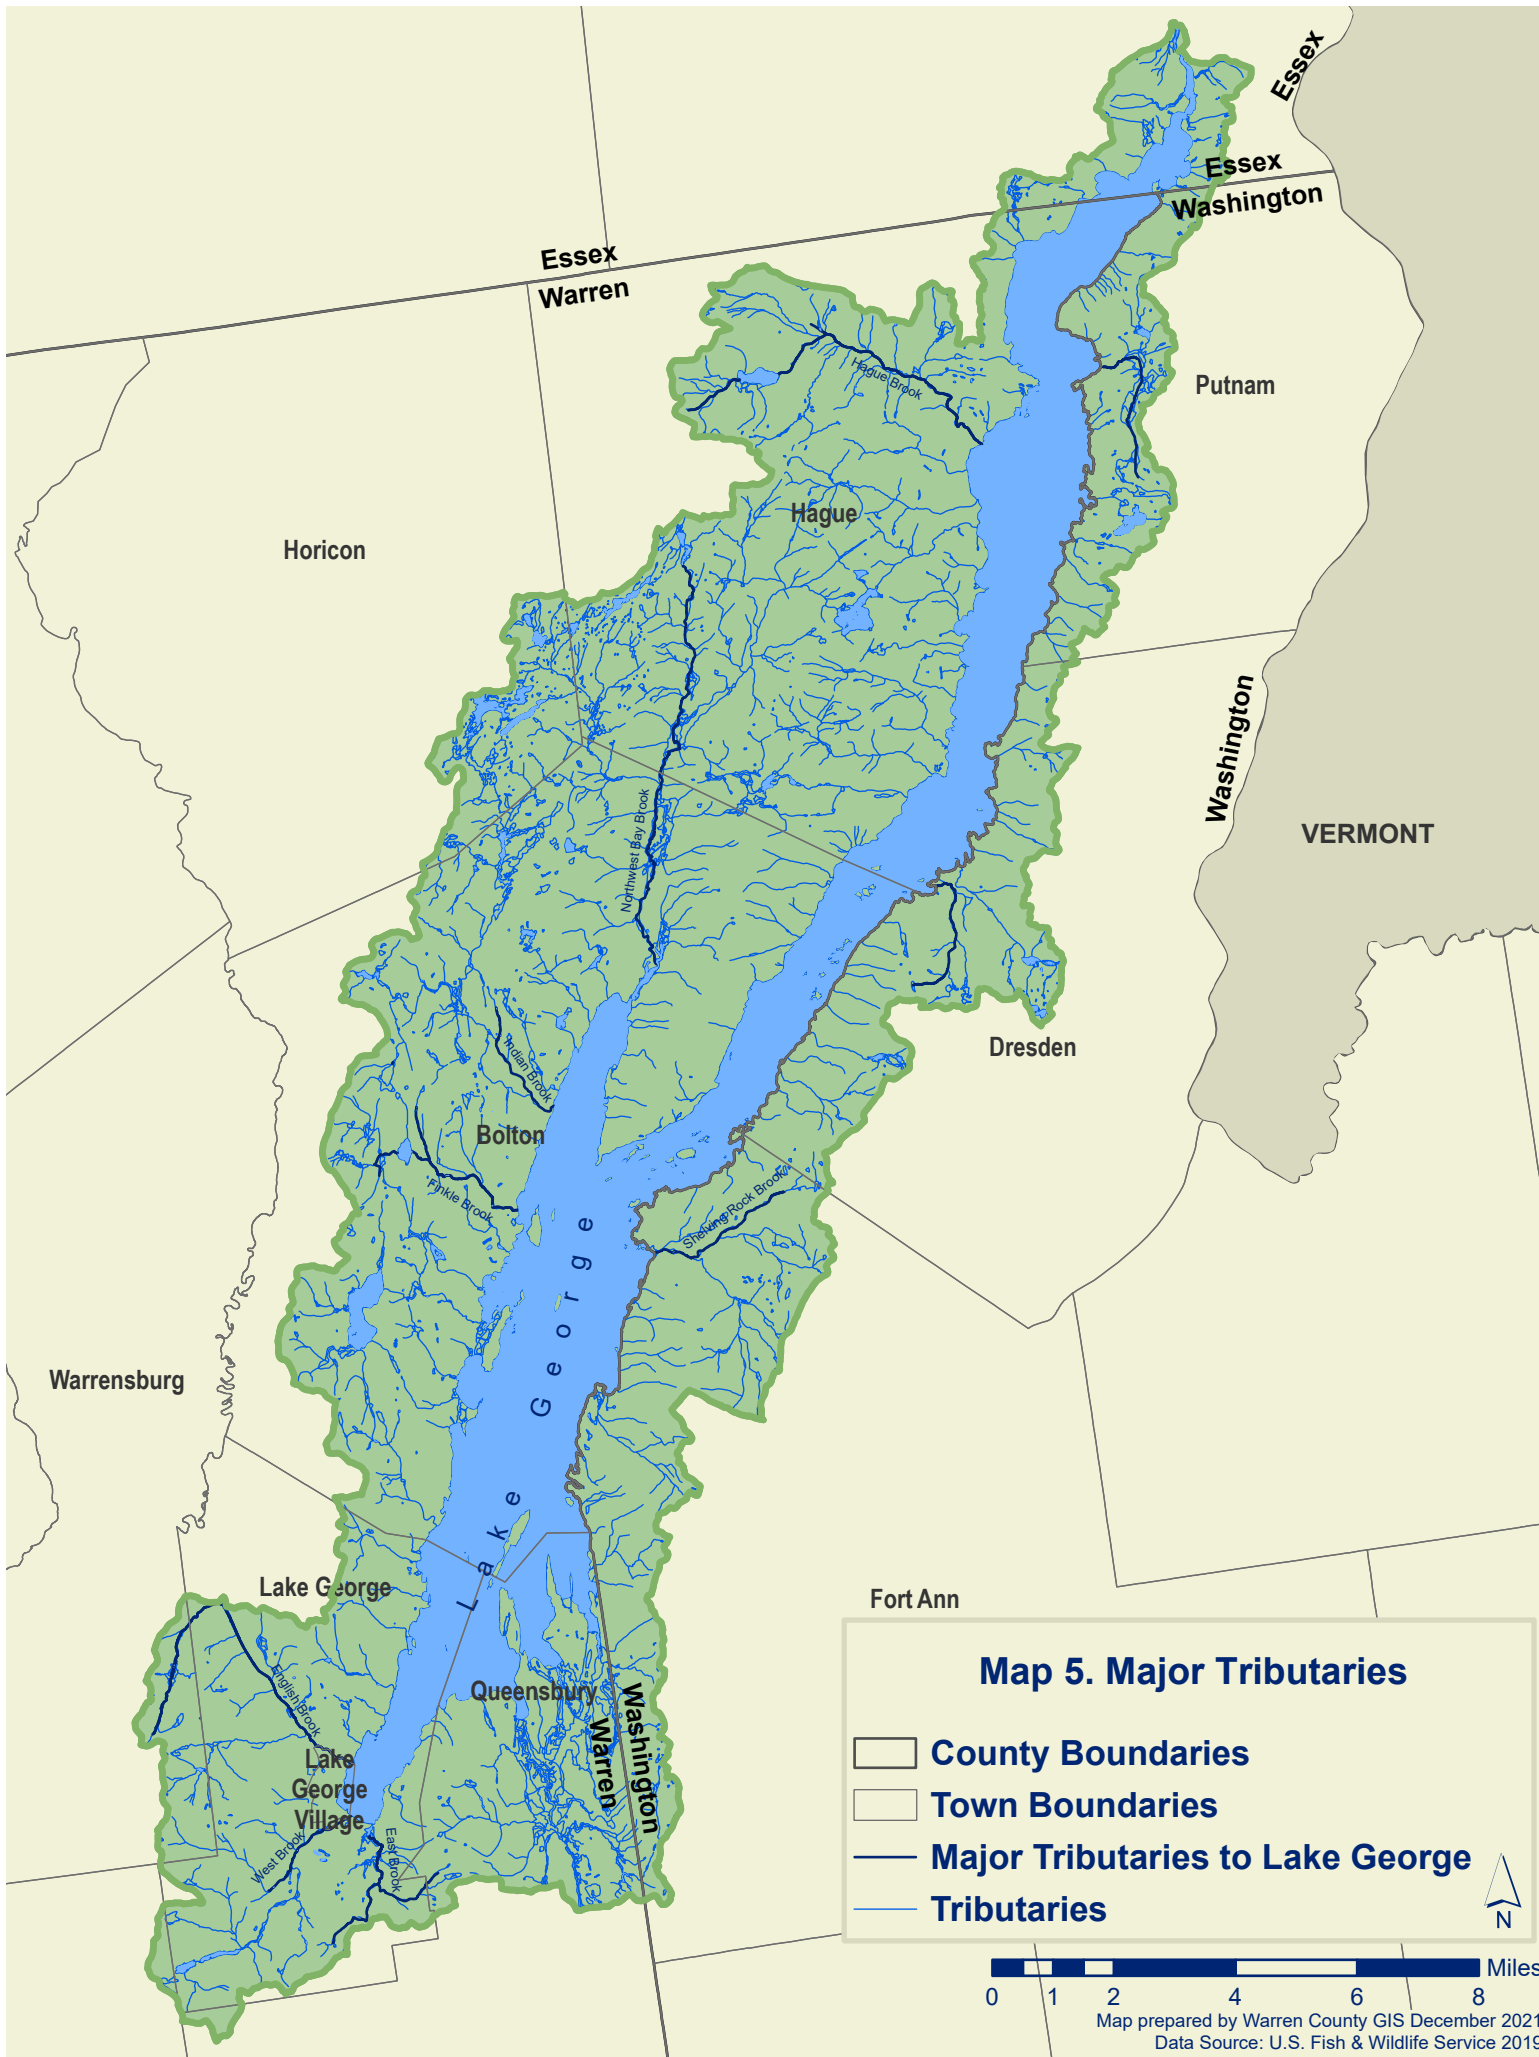 Essex
Essex
Washington
Essex
Warren
Hague Brook
Putnam
Hague
Horicon
Washington
VERMONT
Northwest Bay Brook
Dresden
Indian Brook
Bolton
Finkle Brook
Shelving Rock Brook
Lake George
Warrensburg
Lake George
Fort Ann
English Brook
Queensbury
Washington
Warren
Lake
George
Village
West Brook
East Brook
Map 5. Major Tributaries
County Boundaries
Town Boundaries
Major Tributaries to Lake George
Tributaries
N
Miles
0 1 2 4 6 8
Map prepared by Warren County GIS December 2021
Data Source: U.S. Fish & Wildlife Service 2019